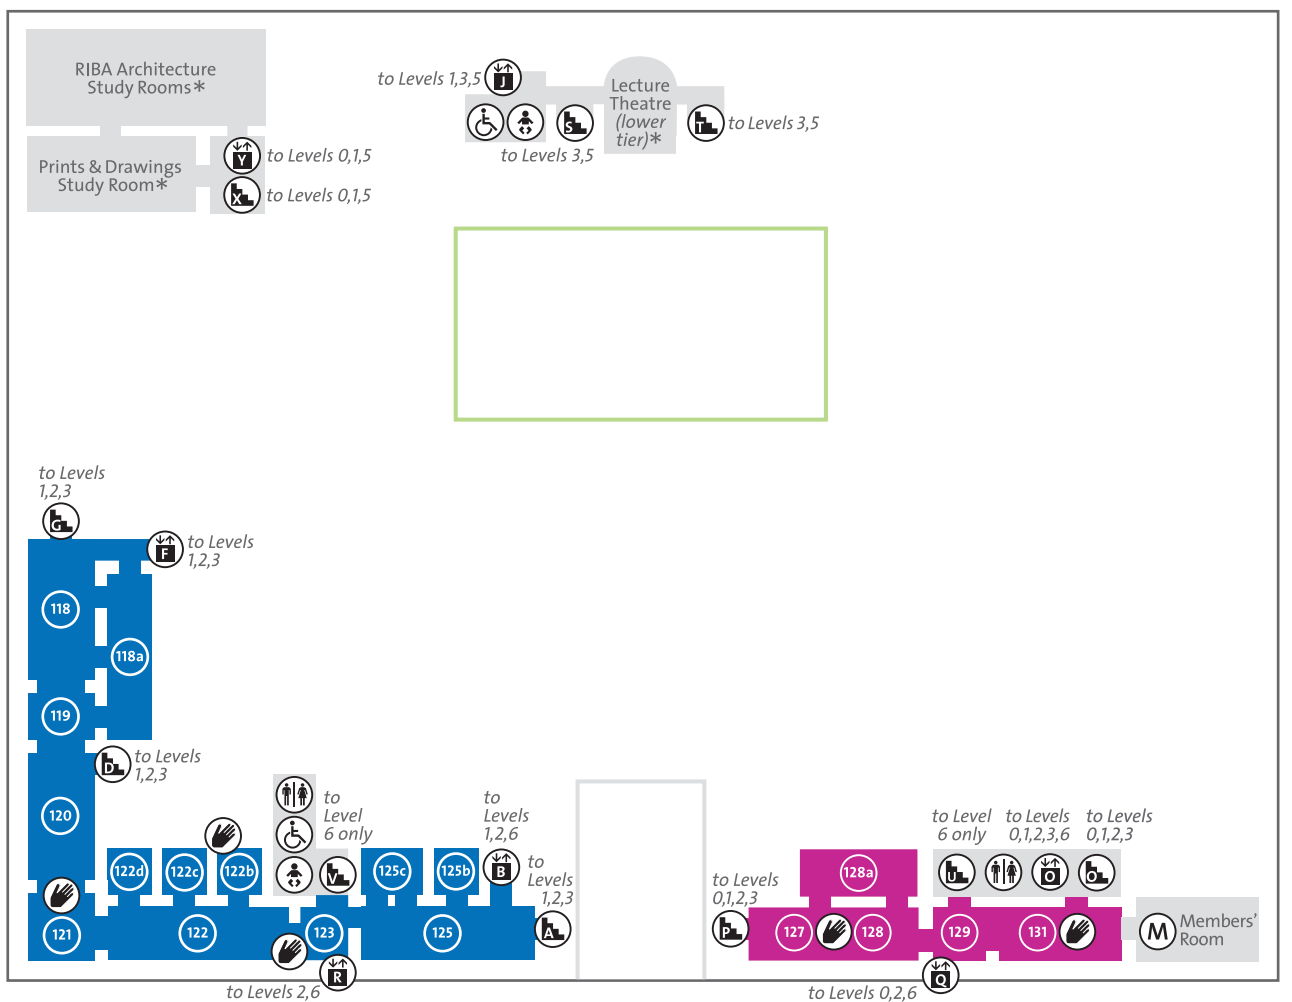 RIBA Architecture
Study Rooms*
Prints & Drawings
Study Room*
Y
to Levels 0,1,5
X
to Levels 0,1,5
to Levels 1,3,5
J
S
to Levels 3,5
Lecture
Theatre
(lower
tier)*
T
to Levels 3,5
to Levels
1,2,3
G
F
to Levels
1,2,3
118
118a
119
D
to Levels
1,2,3
120
121
122d
122c
122b
122
123
to
Level
6 only
V
R
to Levels 2,6
125c
125b
125
to
Levels
1,2,6
B
to
Levels
1,2,3
A
to Levels
0,1,2,3
P
128a
127
128
to Level
6 only
U
to Levels
0,1,2,3,6
O
to Levels
0,1,2,3
O
129
131
Q
to Levels 0,2,6
M
Members'
Room